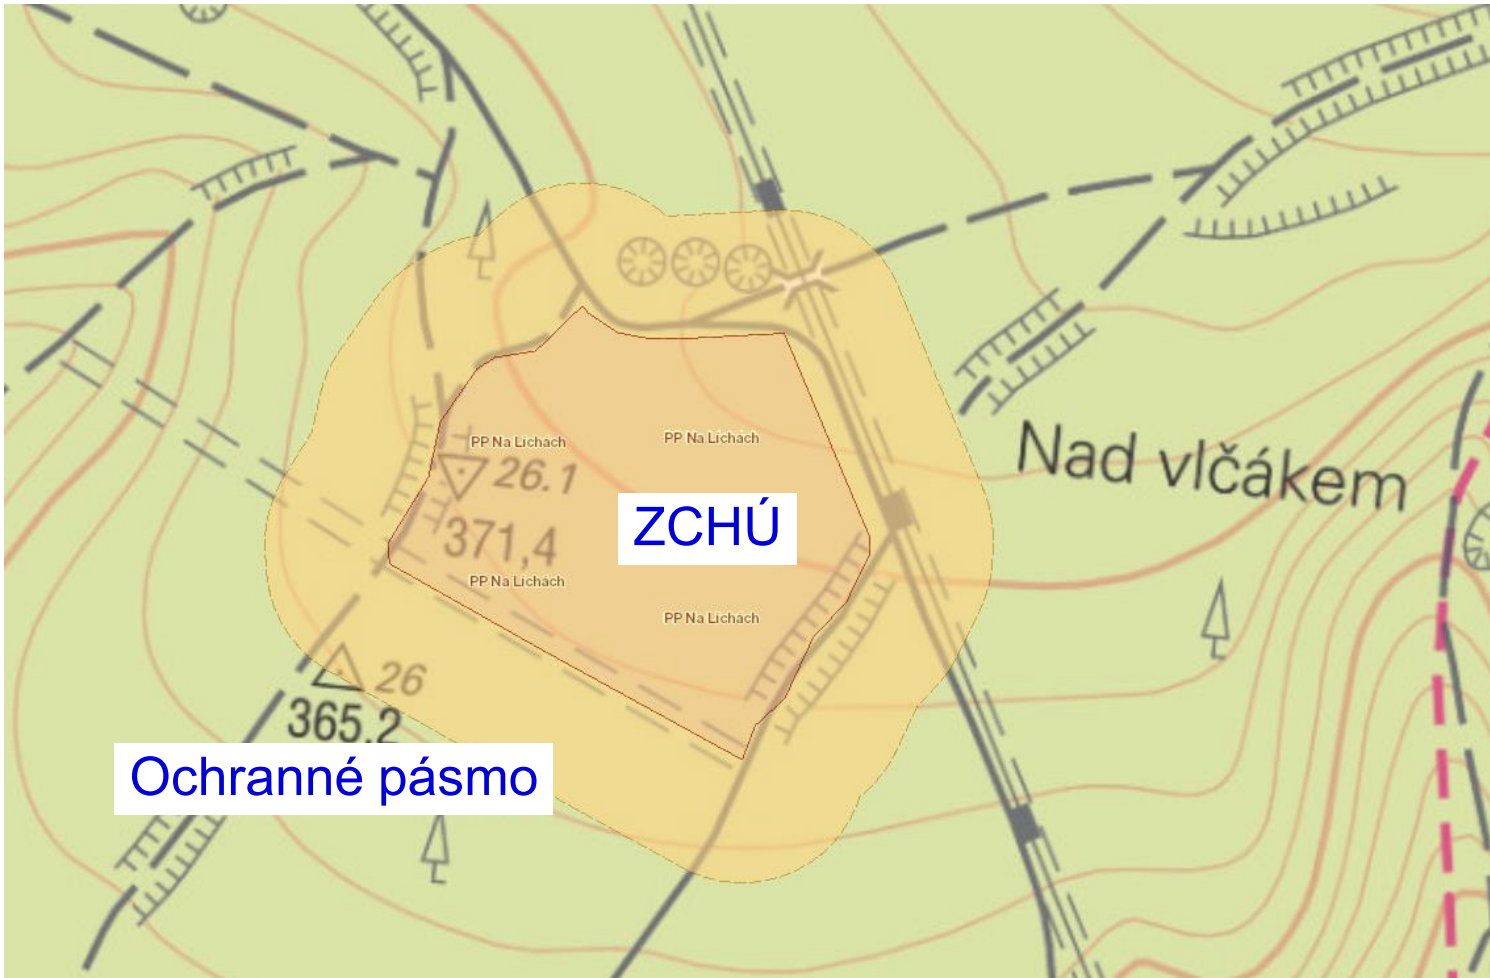 PP Na Lichách
PP Na Lichách
26.1
Nad vlčákem
ZCHÚ
371,4
PP Na Lichách
PP Na Lichách
26
365.2
Ochranné pásmo